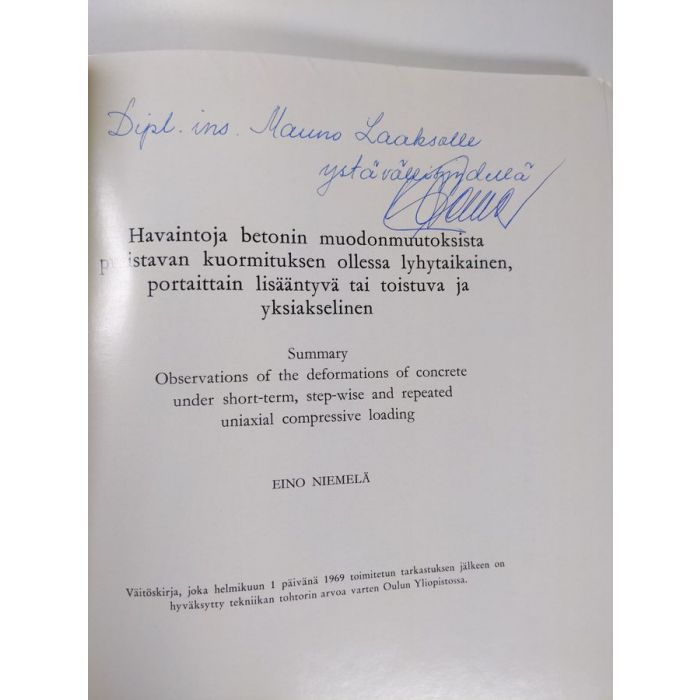 Dipl. ins. Mauno Laaksolle
ystävällisyydellä
Havaintoja betonin muodonmuutoksista
puristavan kuormituksen ollessa lyhytaikainen,
portaittain lisääntyvä tai toistuva ja
yksiakselinen
Summary
Observations of the deformations of concrete
under short-term, step-wise and repeated
uniaxial compressive loading
EINO NIEMELÄ
Väitöskirja, joka helmikuun 1 päivänä 1969 toimitetun tarkastuksen jälkeen on
hyväksytty tekniikan tohtorin arvoa varten Oulun Yliopistossa.